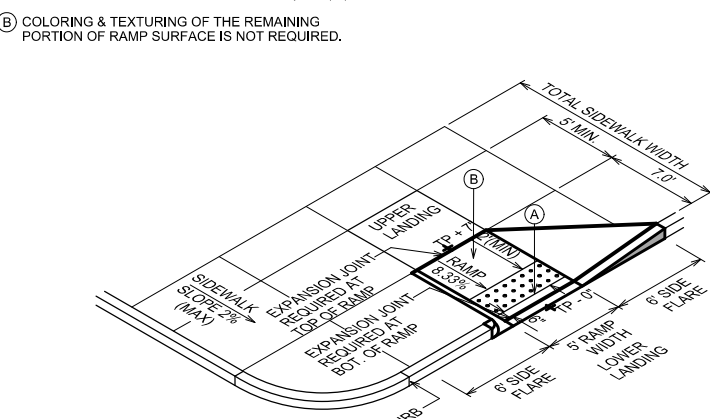 (B) COLORING & TEXTURING OF THE REMAINING
PORTION OF RAMP SURFACE IS NOT REQUIRED.
TOTAL SIDEWALK WIDTH
5' MIN.
7.0'
B
A
UPPER
LANDING
TP + 7"
2'(MIN)
RAMP
8.33%
SIDEWALK
SLOPE 2%
(MAX)
EXPANSION JOINT
REQUIRED AT
TOP OF RAMP
EXPANSION JOINT
REQUIRED AT
BOT. OF RAMP
6"
TP - 0"
6' SIDE
FLARE
5' RAMP
WIDTH
LOWER
LANDING
6' SIDE
FLARE